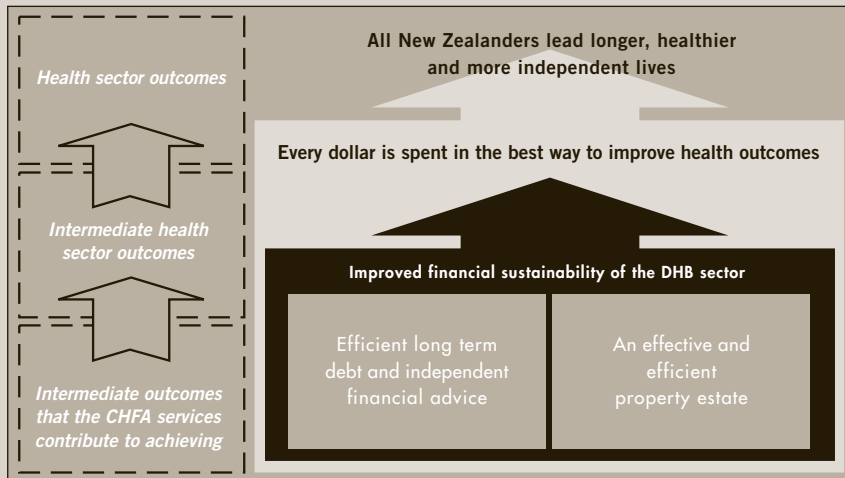 Health sector outcomes
Intermediate health
sector outcomes
Intermediate outcomes
that the CHFA services
contribute to achieving
All New Zealanders lead longer, healthier
and more independent lives
Every dollar is spent in the best way to improve health outcomes
Improved financial sustainability of the DHB sector
Efficient long term
debt and independent
financial advice
An effective and
efficient
property estate